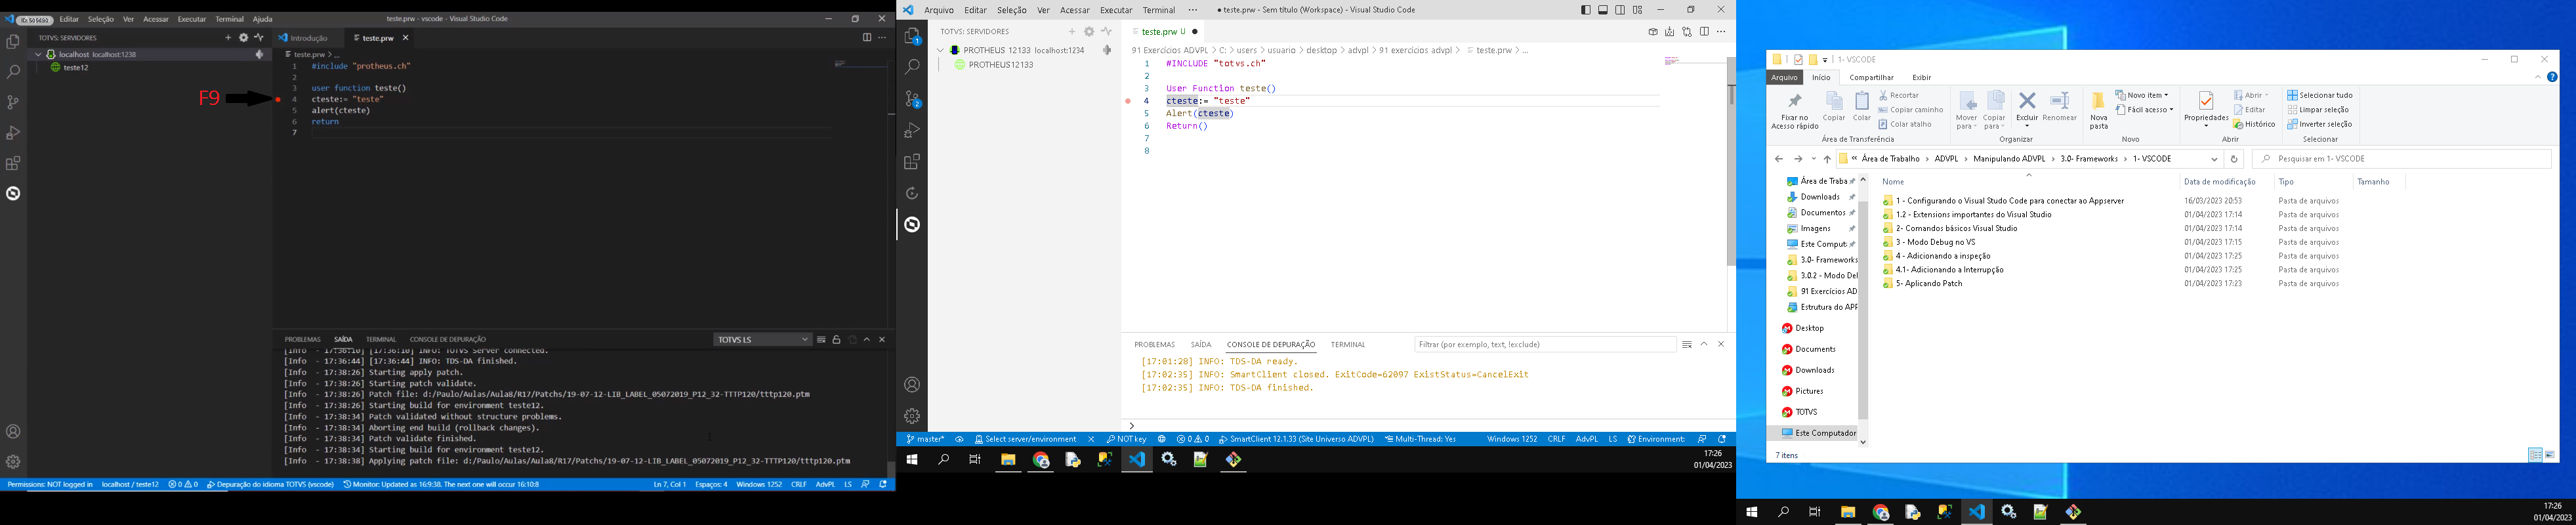 ID: 505680 Editar Seleção Ver Acessar Executar Terminal Ajuda
teste.prw - vscode - Visual Studio Code
TOTVS: SERVIDORES
localhost localhost:1238
teste12
Introdução
teste.prw
teste.prw > ...
1 #include "protheus.ch"
2
3 user function teste()
F9
4 cteste:= "teste"
5 alert(cteste)
6 return
7
PROBLEMAS SAÍDA TERMINAL CONSOLE DE DEPURAÇÃO
TOTVS LS
[Info - 17:36:10] [17:36:10] INFO: TOTVS Server connected.
[Info - 17:36:44] [17:36:44] INFO: TDS-DA finished.
[Info - 17:38:26] Starting apply patch.
[Info - 17:38:26] Starting patch validate.
[Info - 17:38:26] Patch file: d:/Paulo/Aulas/Aula8/R17/Patchs/19-07-12-LIB_LABEL_05072019_P12_32-TTTP120/tttp120.ptm
[Info - 17:38:26] Starting build for environment teste12.
[Info - 17:38:34] Patch validated without structure problems.
[Info - 17:38:34] Aborting end build (rollback changes).
[Info - 17:38:34] Patch validate finished.
[Info - 17:38:34] Starting build for environment teste12.
[Info - 17:38:38] Applying patch file: d:/Paulo/Aulas/Aula8/R17/Patchs/19-07-12-LIB_LABEL_05072019_P12_32-TTTP120/tttp120.ptm
Permissions: NOT logged in localhost / teste12 0 0 Depuração do idioma TOTVS (vscode) Monitor: Updated as 16:9:38. The next one will occur 16:10:8 Ln 7, Col 1 Espaços: 4 Windows 1252 CRLF AdvPL LS
Arquivo Editar Seleção Ver Acessar Executar Terminal ···
● teste.prw - Sem título (Workspace) - Visual Studio Code
1
2
TOTVS: SERVIDORES
PROTHEUS 12133 localhost:1234
PROTHEUS12133
teste.prw U ●
91 Exercícios ADVPL > C: > users > usuario > desktop > advpl > 91 exercícios advpl > teste.prw > ...
1 #INCLUDE "totvs.ch"
2
3 User Function teste()
4 cteste:= "teste"
5 Alert(cteste)
6 Return()
7
8
PROBLEMAS SAÍDA CONSOLE DE DEPURAÇÃO TERMINAL
Filtrar (por exemplo, text, !exclude)
[17:01:28] INFO: TDS-DA ready.
[17:02:35] INFO: SmartClient closed. ExitCode=62097 ExistStatus=CancelExit
[17:02:35] INFO: TDS-DA finished.
master* Select server/environment NOT key 0 0 SmartClient 12.1.33 (Site Universo ADVPL) Multi-Thread: Yes Windows 1252 CRLF AdvPL LS Environment:
17:26
01/04/2023
1- VSCODE
Arquivo Início Compartilhar Exibir
Fixar no Acesso rápido
Copiar
Colar
Recortar
Copiar caminho
Colar atalho
Área de Transferência
Mover para
Copiar para
Excluir
Renomear
Organizar
Nova pasta
Novo item
Fácil acesso
Novo
Propriedades
Abrir
Editar
Histórico
Abrir
Selecionar tudo
Limpar seleção
Inverter seleção
Selecionar
« Área de Trabalho > ADVPL > Manipulando ADVPL > 3.0- Frameworks > 1- VSCODE
Pesquisar em 1- VSCODE
Área de Traba
Downloads
Documentos
Imagens
Este Computa
3.0- Frameworks
3.0.2 - Modo Del
91 Exercícios AD
Estrutura do APP
Desktop
Documents
Downloads
Pictures
TOTVS
Este Computador
Nome Data de modificação Tipo Tamanho
1 - Configurando o Visual Studo Code para conectar ao Appserver 16/03/2023 20:53 Pasta de arquivos
1.2 - Extensions importantes do Visual Studio 01/04/2023 17:14 Pasta de arquivos
2- Comandos básicos Visual Studio 01/04/2023 17:14 Pasta de arquivos
3 - Modo Debug no VS 01/04/2023 17:15 Pasta de arquivos
4 - Adicionando a inspeção 01/04/2023 17:25 Pasta de arquivos
4.1- Adicionando a Interrupção 01/04/2023 17:25 Pasta de arquivos
5- Aplicando Patch 01/04/2023 17:23 Pasta de arquivos
7 itens
17:26
01/04/2023